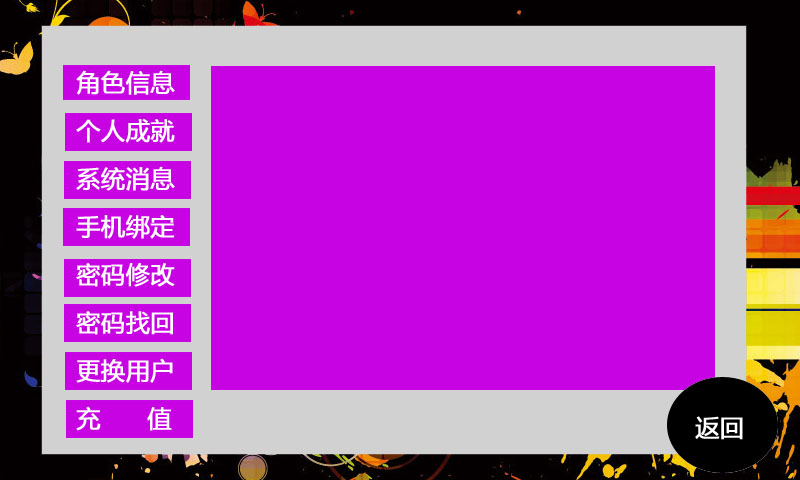 角色信息
个人成就
系统消息
手机绑定
密码修改
密码找回
更换用户
充 值
返回